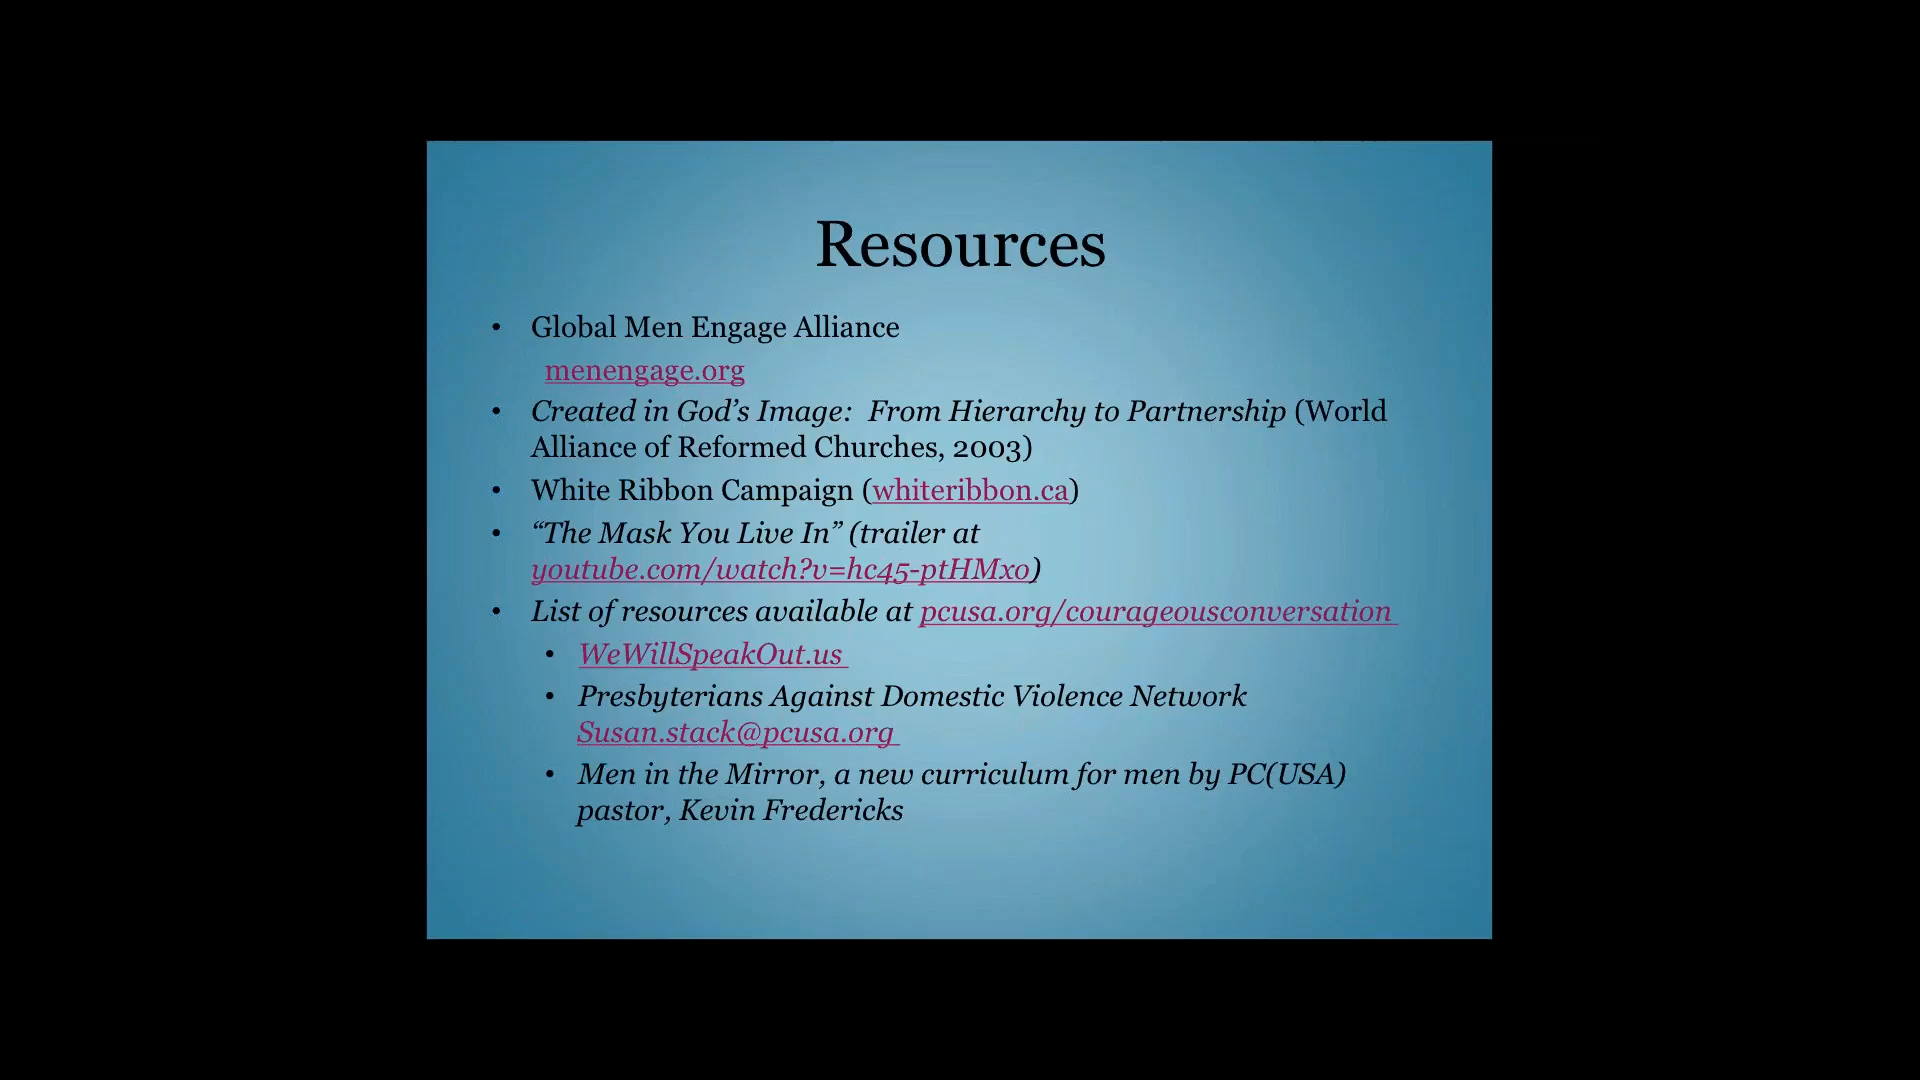 Resources
• Global Men Engage Alliance
menengage.org
• Created in God’s Image:  From Hierarchy to Partnership (World
Alliance of Reformed Churches, 2003)
• White Ribbon Campaign (whiteribbon.ca)
• “The Mask You Live In” (trailer at
youtube.com/watch?v=hc45-ptHMxo)
• List of resources available at pcusa.org/courageousconversation
• WeWillSpeakOut.us
• Presbyterians Against Domestic Violence Network
Susan.stack@pcusa.org
• Men in the Mirror, a new curriculum for men by PC(USA)
pastor, Kevin Fredericks